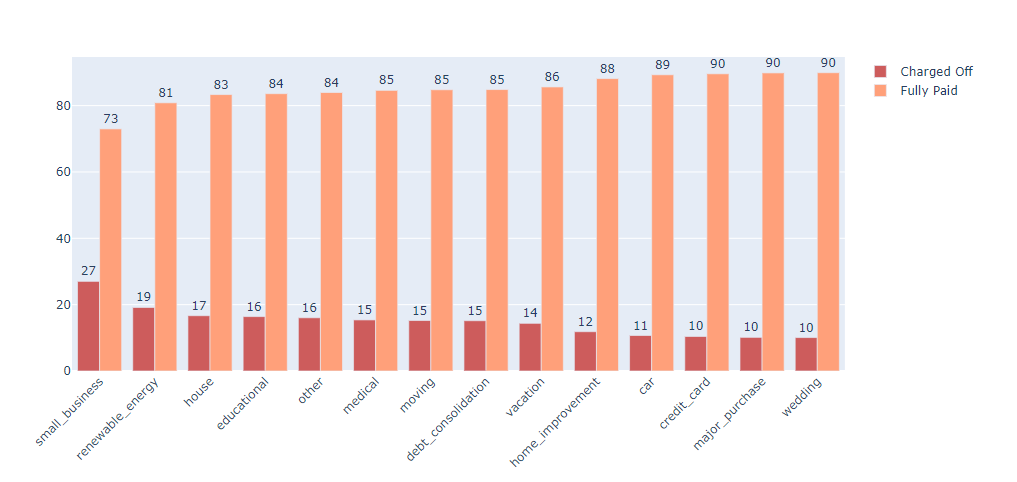 Charged Off
Fully Paid
80
60
40
20
0
27
73
19
81
17
83
16
84
16
84
15
85
15
85
15
85
14
86
12
88
11
89
10
90
10
90
10
90
small_business
renewable_energy
house
educational
other
medical
moving
debt_consolidation
vacation
home_improvement
car
credit_card
major_purchase
wedding